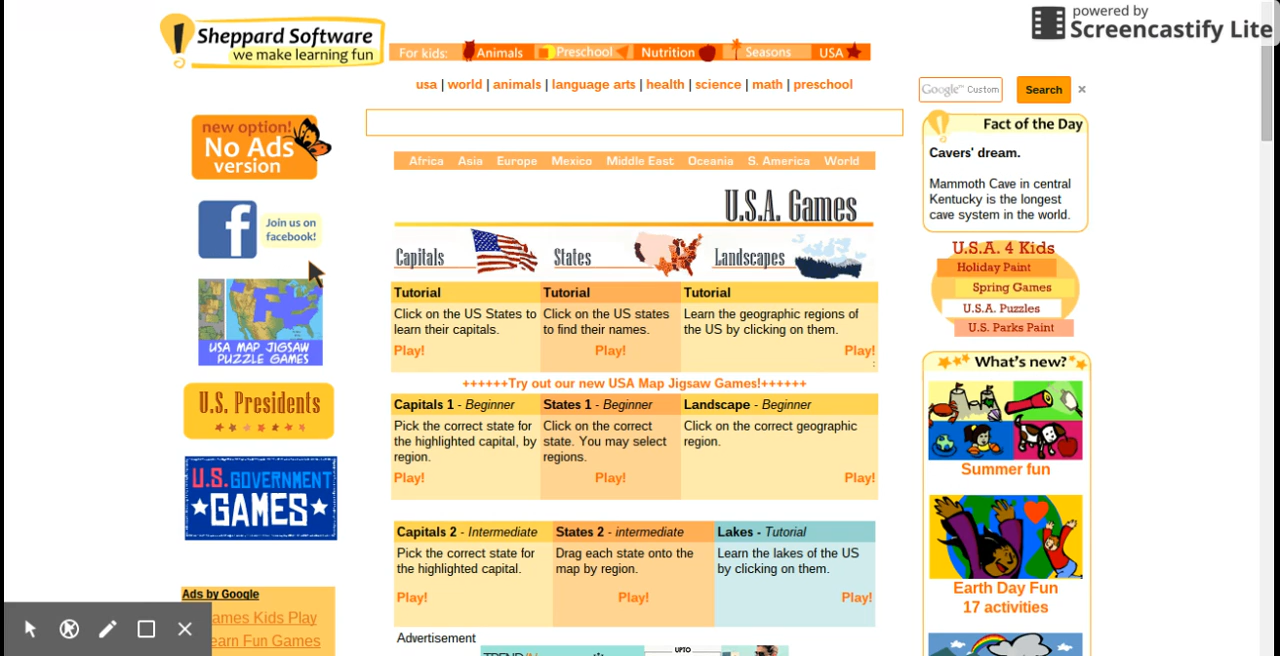 powered by
Screencastify Lite
Sheppard Software
we make learning fun
For kids: Animals Preschool Nutrition Seasons USA
usa | world | animals | language arts | health | science | math | preschool
Google™ Custom
Search
×
new option!
No Ads
version
Join us on
facebook!
USA MAP JIGSAW
PUZZLE GAMES
U.S. Presidents
U.S. GOVERNMENT
GAMES
Ads by Google
ames Kids Play
earn Fun Games
Africa Asia Europe Mexico Middle East Oceania S. America World
U.S.A. Games
Capitals States Landscapes
Tutorial
Click on the US States to
learn their capitals.
Play!
Tutorial
Click on the US states
to find their names.
Play!
Tutorial
Learn the geographic regions of
the US by clicking on them.
Play!
:
++++++Try out our new USA Map Jigsaw Games!++++++
Capitals 1 - Beginner
Pick the correct state for
the highlighted capital, by
region.
Play!
States 1 - Beginner
Click on the correct
state. You may select
regions.
Play!
Landscape - Beginner
Click on the correct geographic
region.
Play!
Capitals 2 - Intermediate
Pick the correct state for
the highlighted capital.
Play!
States 2 - intermediate
Drag each state onto the
map by region.
Play!
Lakes - Tutorial
Learn the lakes of the US
by clicking on them.
Play!
Advertisement
UPTO
Fact of the Day
Cavers' dream.
Mammoth Cave in central
Kentucky is the longest
cave system in the world.
U.S.A. 4 Kids
Holiday Paint
Spring Games
U.S.A. Puzzles
U.S. Parks Paint
What's new?
Summer fun
Earth Day Fun
17 activities